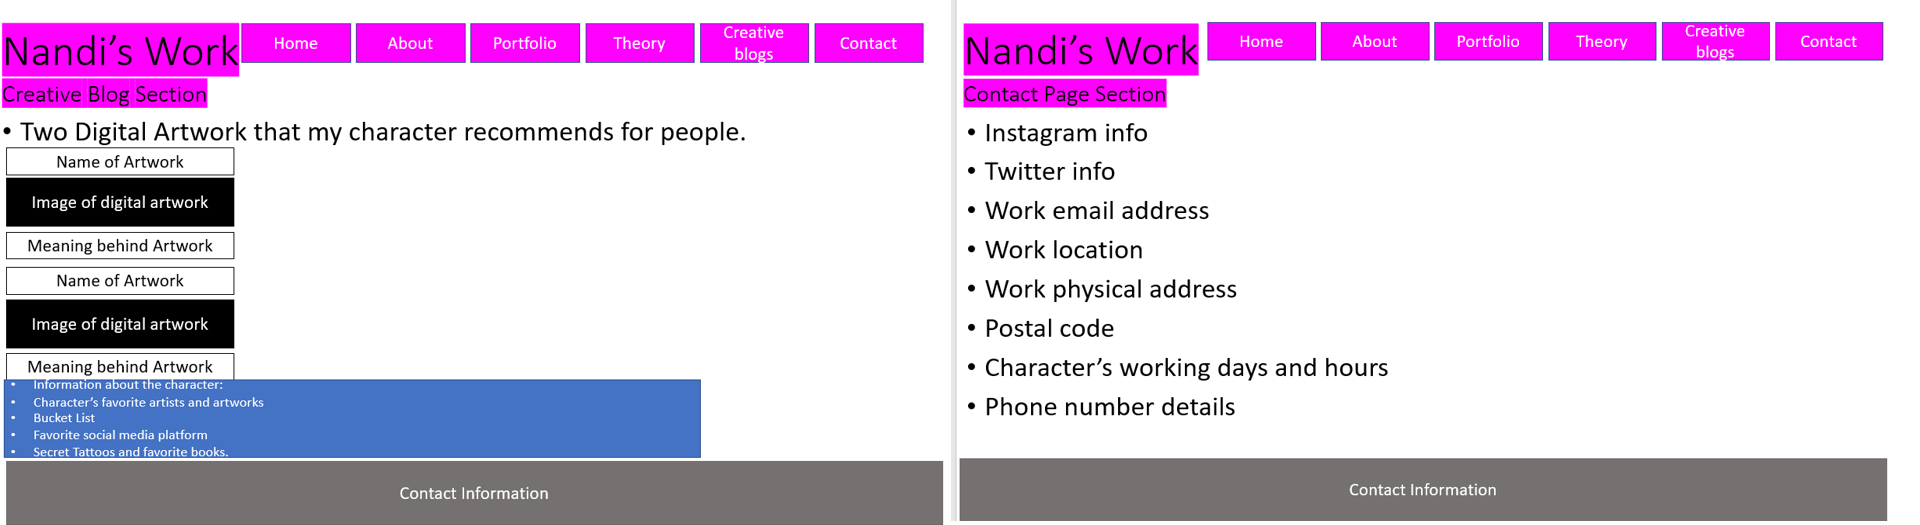 Nandi's Work
Home
About
Portfolio
Theory
Creative
blogs
Contact
Creative Blog Section
• Two Digital Artwork that my character recommends for people.
Name of Artwork
Image of digital artwork
Meaning behind Artwork
Name of Artwork
Image of digital artwork
Meaning behind Artwork
• Information about the character:
• Character's favorite artists and artworks
• Bucket List
• Favorite social media platform
• Secret Tattoos and favorite books.
Contact Information
Nandi's Work
Home
About
Portfolio
Theory
Creative
blogs
Contact
Contact Page Section
• Instagram info
• Twitter info
• Work email address
• Work location
• Work physical address
• Postal code
• Character's working days and hours
• Phone number details
Contact Information